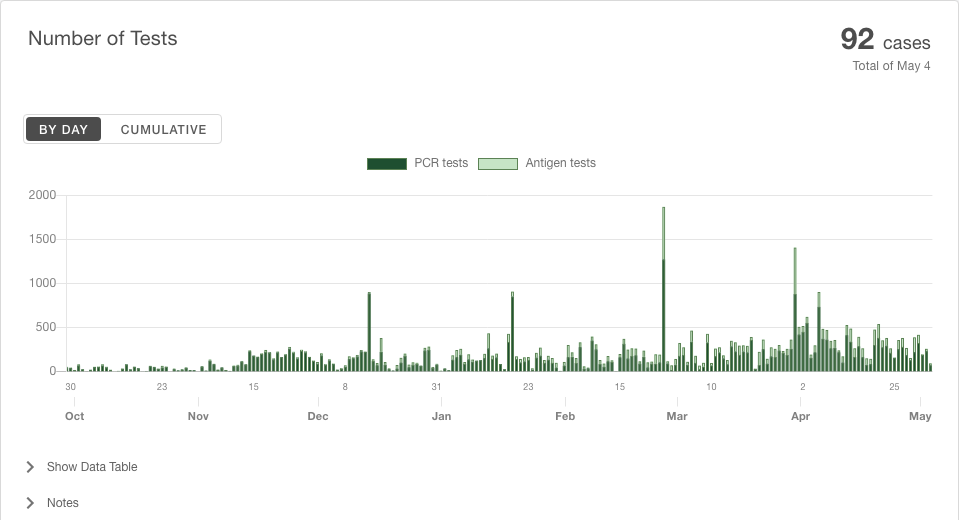 Number of Tests
92 cases
Total of May 4
BY DAY CUMULATIVE
PCR tests Antigen tests
2000
1500
1000
500
0
30 23 15 8 31 23 15 10 2 25
Oct Nov Dec Jan Feb Mar Apr May
Show Data Table
Notes